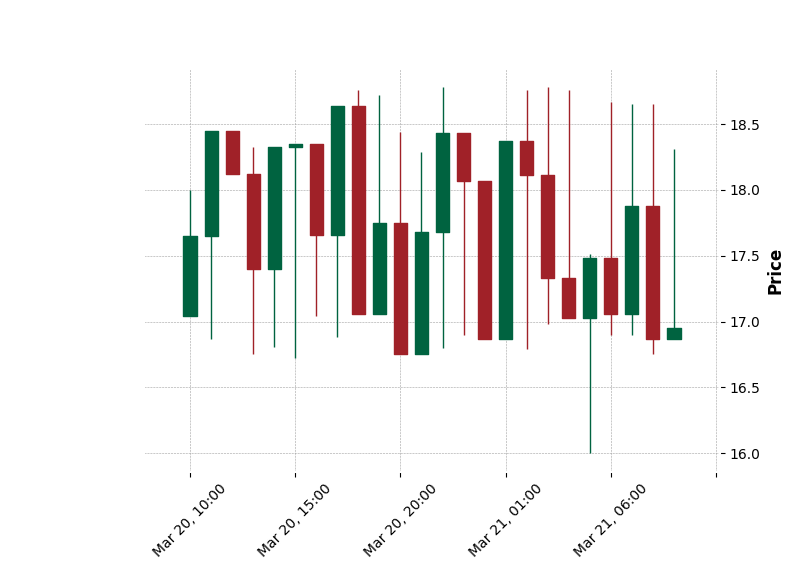 18.5
18.0
17.5
17.0
16.5
16.0
Price
Mar 20, 10:00
Mar 20, 15:00
Mar 20, 20:00
Mar 21, 01:00
Mar 21, 06:00